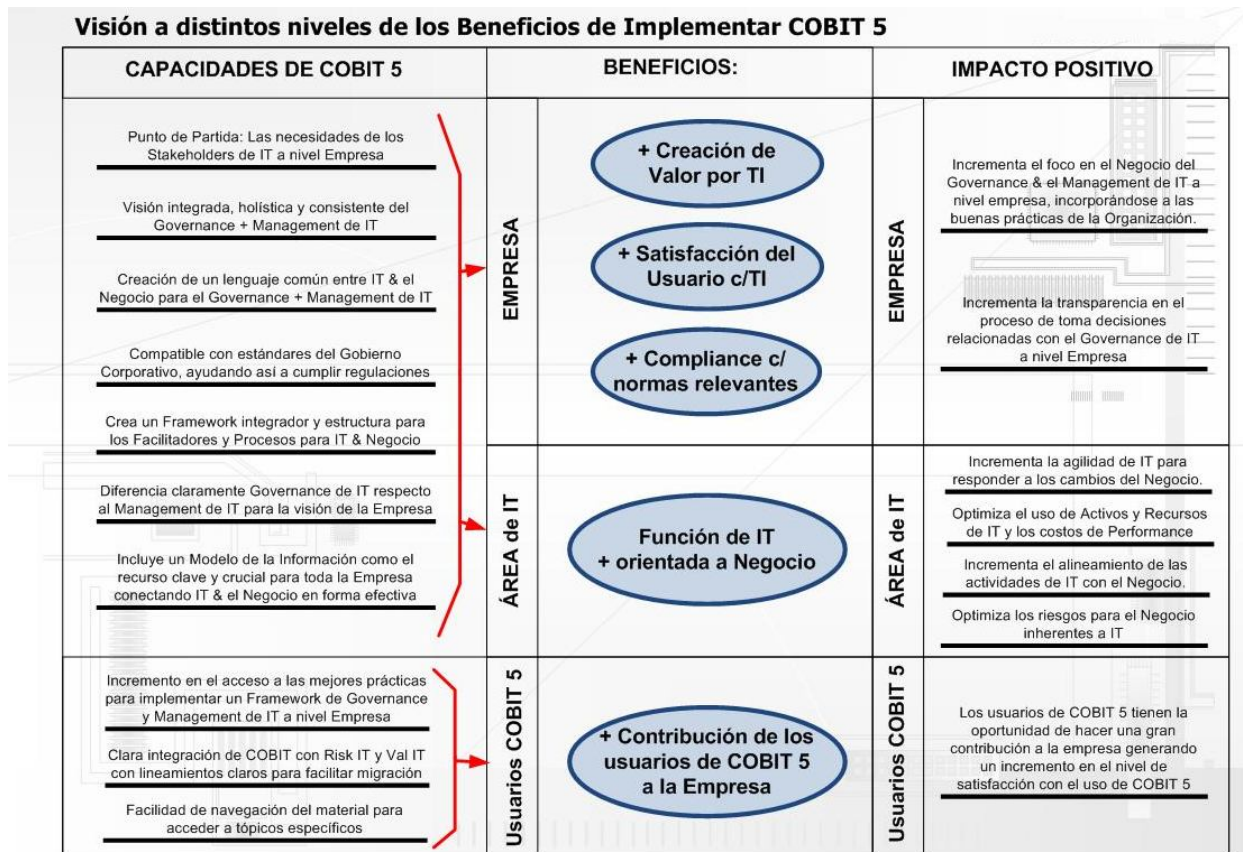 Visión a distintos niveles de los Beneficios de Implementar COBIT 5
CAPACIDADES DE COBIT 5
BENEFICIOS:
IMPACTO POSITIVO
Punto de Partida: Las necesidades de los
Stakeholders de IT a nivel Empresa
Visión integrada, holística y consistente del
Governance + Management de IT
Creación de un lenguaje común entre IT & el
Negocio para el Governance + Management de IT
Compatible con estándares del Gobierno
Corporativo, ayudando así a cumplir regulaciones
Crea un Framework integrador y estructura para
los Facilitadores y Procesos para IT & Negocio
Diferencia claramente Governance de IT respecto
al Management de IT para la visión de la Empresa
Incluye un Modelo de la Información como el
recurso clave y crucial para toda la Empresa
conectando IT & el Negocio en forma efectiva
EMPRESA
+ Creación de
Valor por TI
+ Satisfacción del
Usuario c/TI
+ Compliance c/
normas relevantes
EMPRESA
Incrementa el foco en el Negocio del
Governance & el Management de IT a
nivel empresa, incorporándose a las
buenas prácticas de la Organización.
Incrementa la transparencia en el
proceso de toma decisiones
relacionadas con el Governance de IT
a nivel Empresa
ÁREA de IT
Función de IT
+ orientada a Negocio
ÁREA de IT
Incrementa la agilidad de IT para
responder a los cambios del Negocio.
Optimiza el uso de Activos y Recursos
de IT y los costos de Performance
Incrementa el alineamiento de las
actividades de IT con el Negocio.
Optimiza los riesgos para el Negocio
inherentes a IT
Incremento en el acceso a las mejores prácticas
para implementar un Framework de Governance
y Management de IT a nivel Empresa
Clara integración de COBIT con Risk IT y Val IT
con lineamientos claros para facilitar migración
Facilidad de navegación del material para
acceder a tópicos específicos
Usuarios COBIT 5
+ Contribución de los
usuarios de COBIT 5
a la Empresa
Usuarios COBIT 5
Los usuarios de COBIT 5 tienen la
oportunidad de hacer una gran
contribución a la empresa generando
un incremento en el nivel de
satisfacción con el uso de COBIT 5